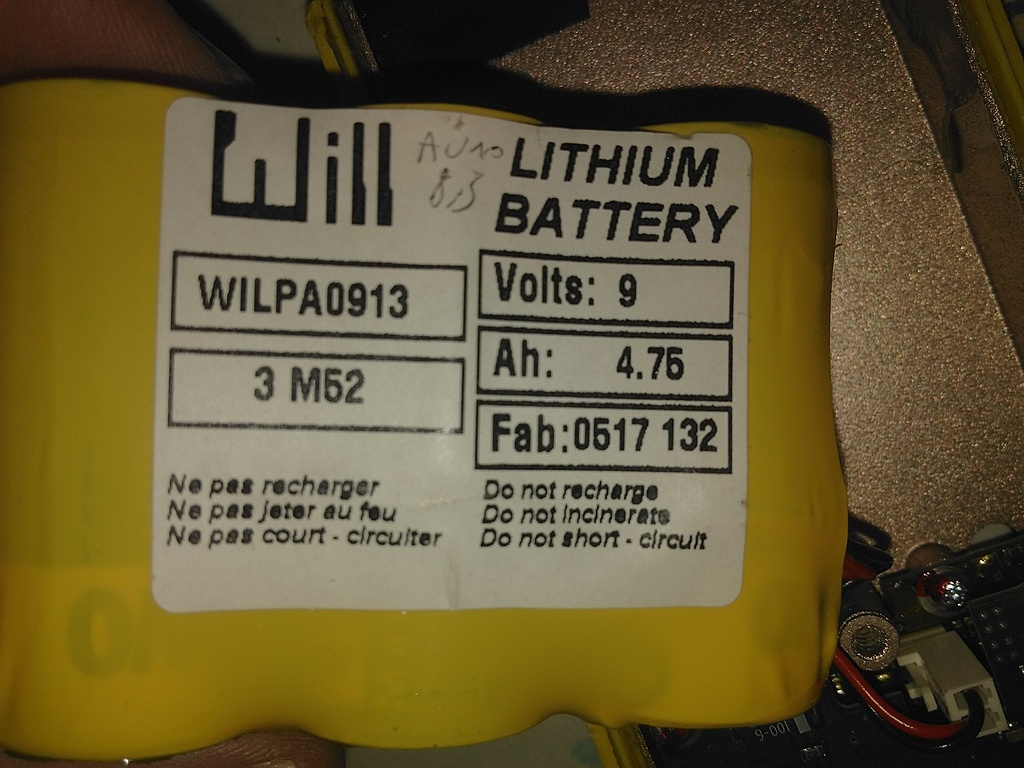 Will
LITHIUM
BATTERY
WILPA0913
3 M52
Volts: 9
Ah: 4.75
Fab:0517 132
Ne pas recharger
Ne pas jeter au feu
Ne pas court - circuiter
Do not recharge
Do not incinerate
Do not short - circuit